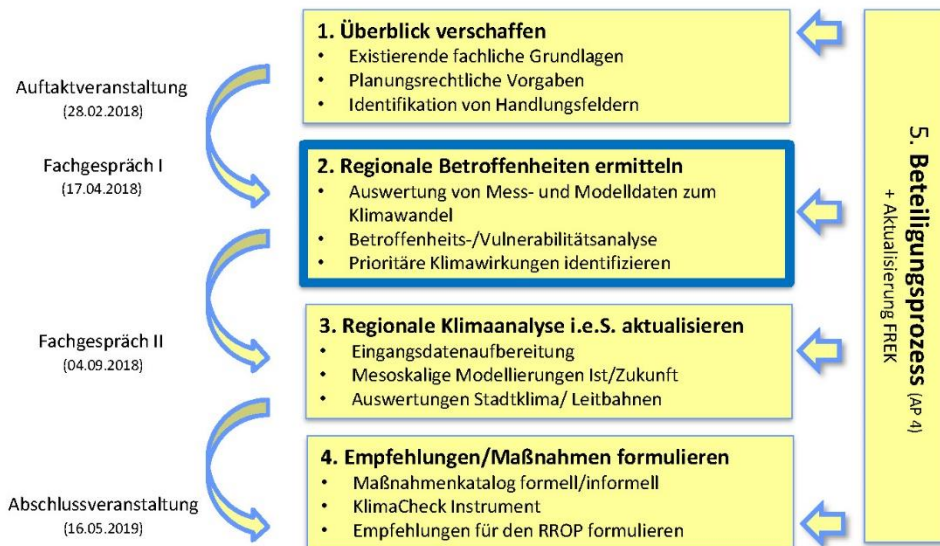 1. Überblick verschaffen
• Existierende fachliche Grundlagen
• Planungsrechtliche Vorgaben
• Identifikation von Handlungsfeldern
Auftaktveranstaltung
(28.02.2018)
Fachgespräch I
(17.04.2018)
2. Regionale Betroffenheiten ermitteln
• Auswertung von Mess- und Modelldaten zum
Klimawandel
• Betroffenheits-/Vulnerabilitätsanalyse
• Prioritäre Klimawirkungen identifizieren
Fachgespräch II
(04.09.2018)
3. Regionale Klimaanalyse i.e.S. aktualisieren
• Eingangsdatenaufbereitung
• Mesoskalige Modellierungen Ist/Zukunft
• Auswertungen Stadtklima/ Leitbahnen
Abschlussveranstaltung
(16.05.2019)
4. Empfehlungen/Maßnahmen formulieren
• Maßnahmenkatalog formell/informell
• KlimaCheck Instrument
• Empfehlungen für den RROP formulieren
5. Beteiligungsprozess (AP 4)
+ Aktualisierung FREK